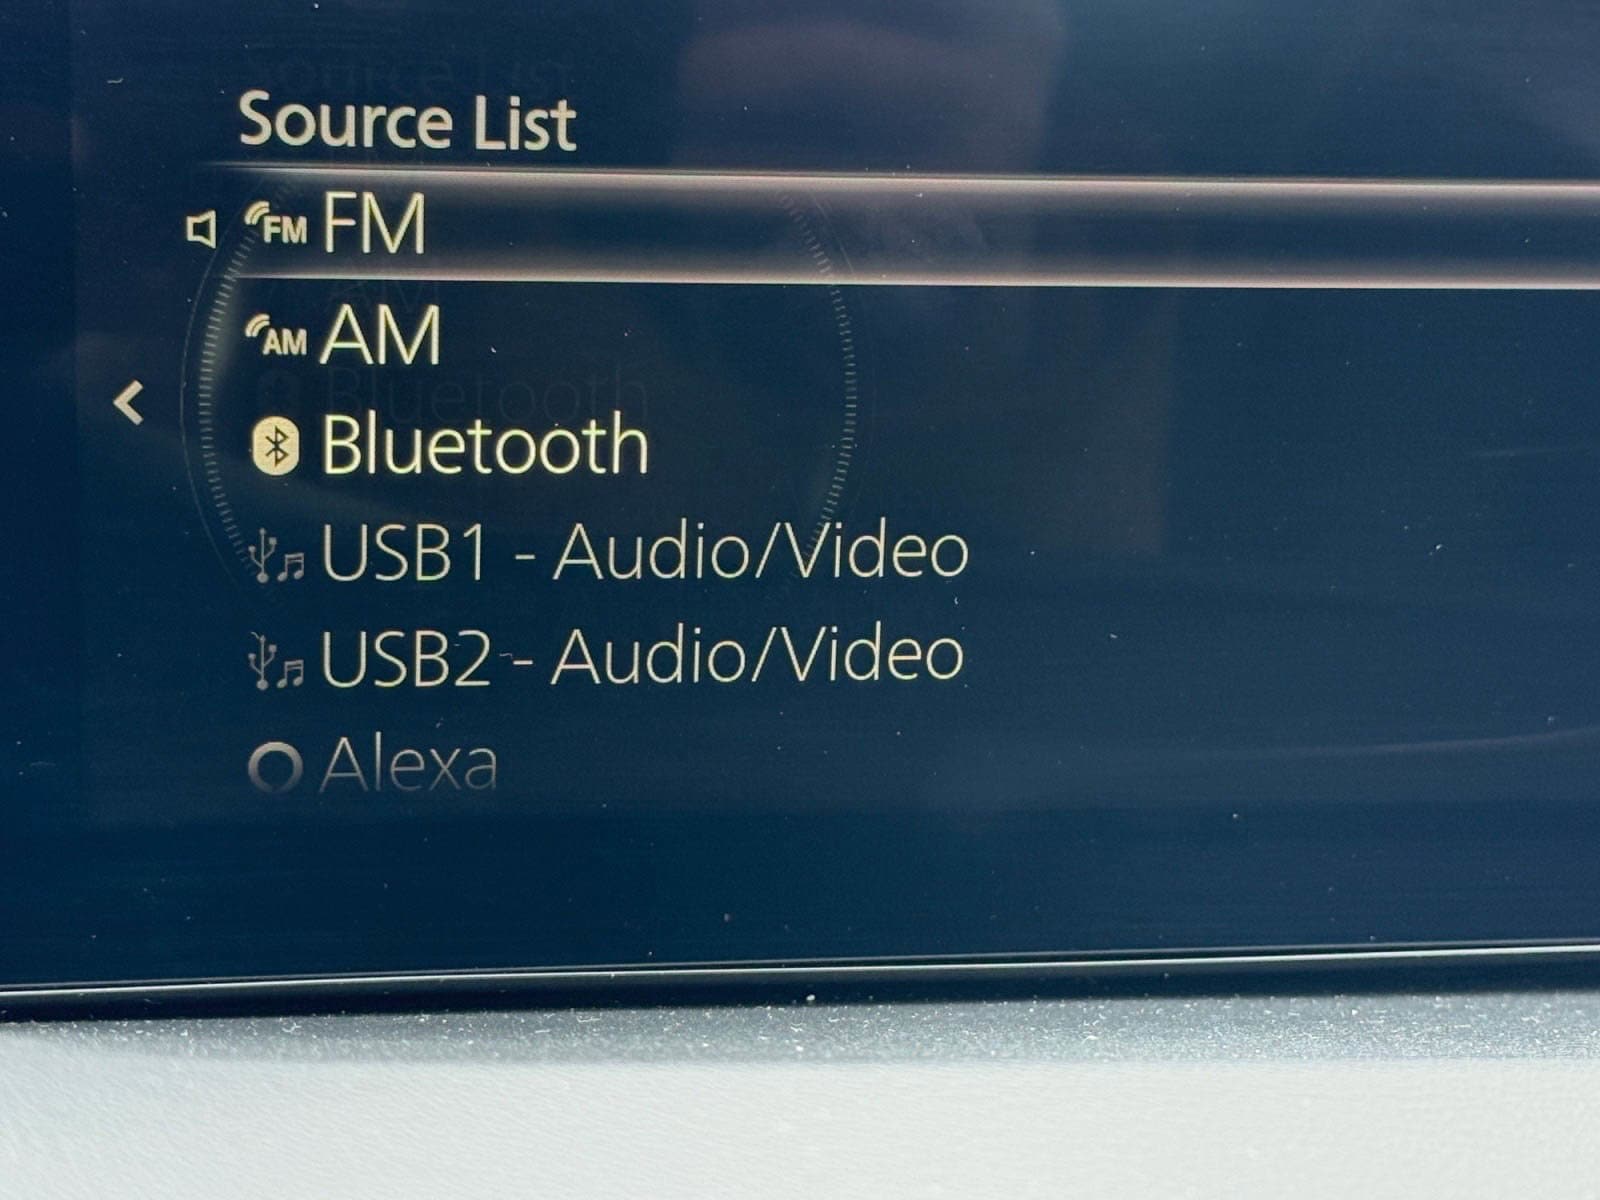 Source List
FM FM
AM AM
Bluetooth
USB1 - Audio/Video
USB2 - Audio/Video
Alexa